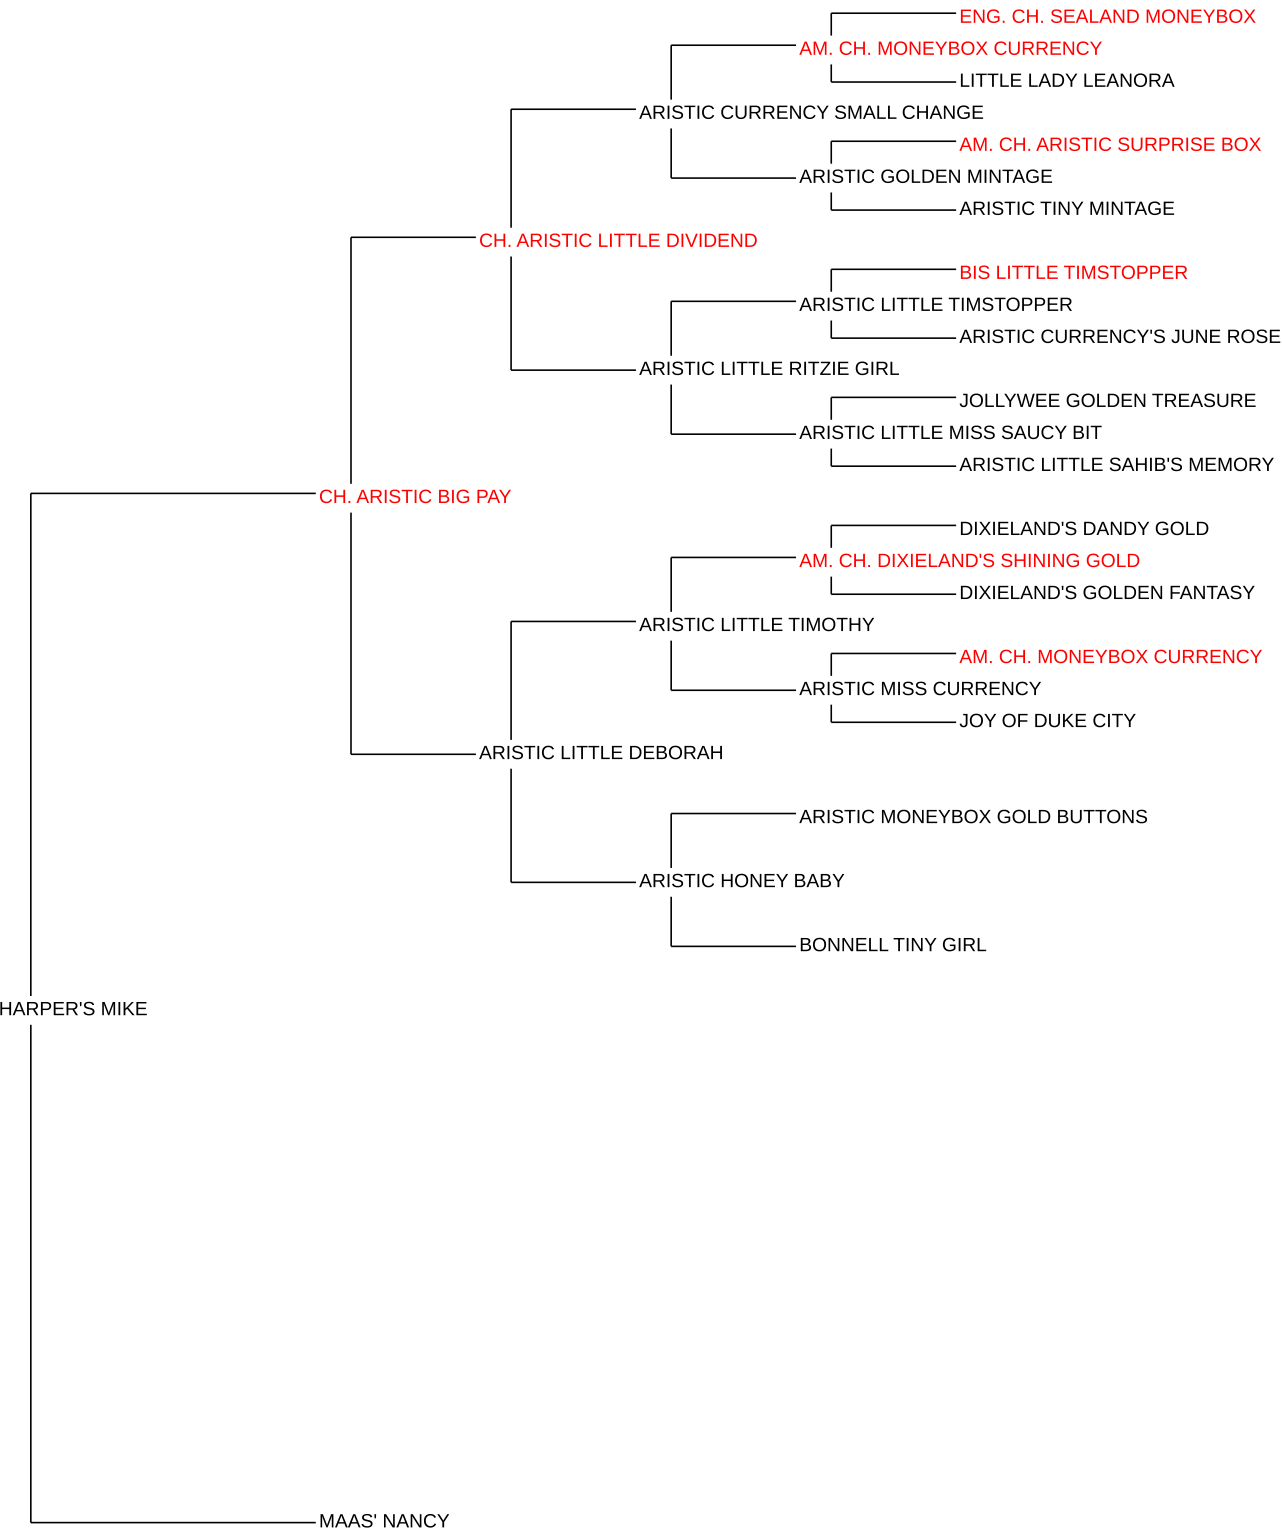 ENG. CH. SEALAND MONEYBOX
AM. CH. MONEYBOX CURRENCY
LITTLE LADY LEANORA
ARISTIC CURRENCY SMALL CHANGE
AM. CH. ARISTIC SURPRISE BOX
ARISTIC GOLDEN MINTAGE
ARISTIC TINY MINTAGE
CH. ARISTIC LITTLE DIVIDEND
BIS LITTLE TIMSTOPPER
ARISTIC LITTLE TIMSTOPPER
ARISTIC CURRENCY'S JUNE ROSE
ARISTIC LITTLE RITZIE GIRL
JOLLYWEE GOLDEN TREASURE
ARISTIC LITTLE MISS SAUCY BIT
ARISTIC LITTLE SAHIB'S MEMORY
CH. ARISTIC BIG PAY
DIXIELAND'S DANDY GOLD
AM. CH. DIXIELAND'S SHINING GOLD
DIXIELAND'S GOLDEN FANTASY
ARISTIC LITTLE TIMOTHY
AM. CH. MONEYBOX CURRENCY
ARISTIC MISS CURRENCY
JOY OF DUKE CITY
ARISTIC LITTLE DEBORAH
ARISTIC MONEYBOX GOLD BUTTONS
ARISTIC HONEY BABY
BONNELL TINY GIRL
HARPER'S MIKE
MAAS' NANCY